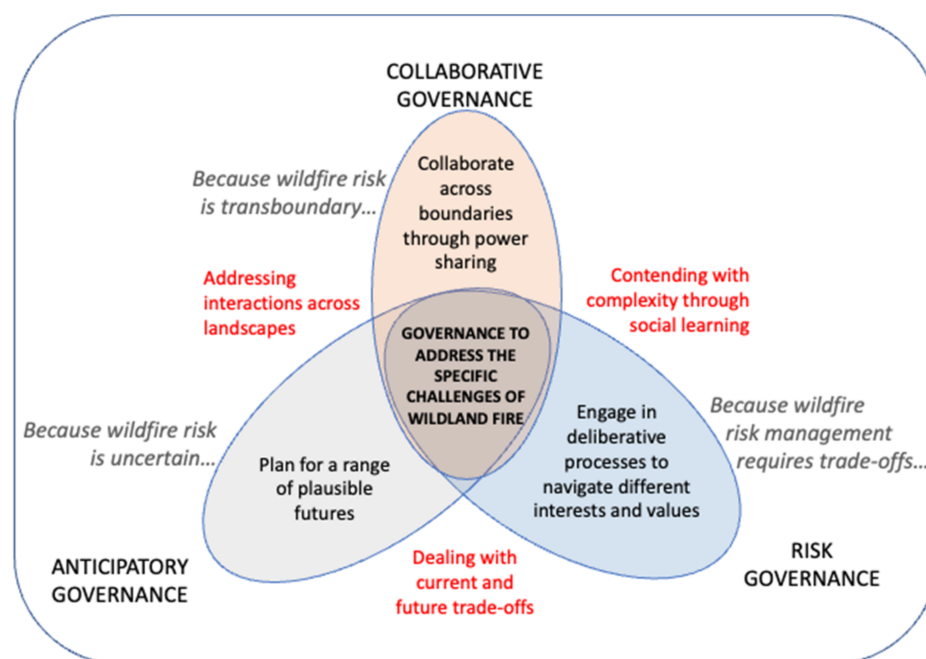 COLLABORATIVE
GOVERNANCE
Collaborate
across
boundaries
through power
sharing
Because wildfire risk
is transboundary...
Addressing
interactions across
landscapes
Contending with
complexity through
social learning
GOVERNANCE TO
ADDRESS THE
SPECIFIC
CHALLENGES OF
WILDLAND FIRE
Because wildfire risk
is uncertain...
Plan for a range
of plausible
futures
Engage in
deliberative
processes to
navigate different
interests and values
Because wildfire
risk management
requires trade-offs...
ANTICIPATORY
GOVERNANCE
Dealing with
current and
future trade-offs
RISK
GOVERNANCE